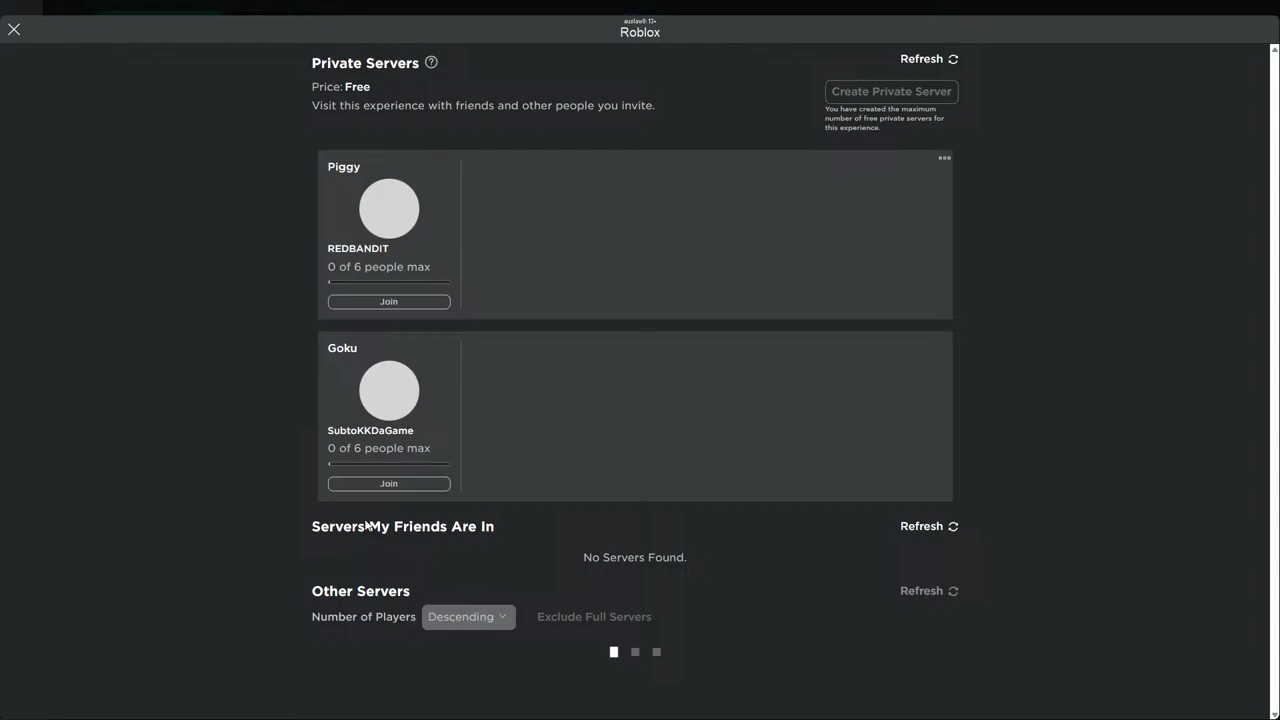 austawB: 13+
Roblox
Private Servers
Refresh
Price: Free
Create Private Server
Visit this experience with friends and other people you invite.
You have created the maximum
number of free private servers for
this experience.
Piggy
REDBANDIT
0 of 6 people max
Join
Goku
SubtoKKDaGame
0 of 6 people max
Join
Servers My Friends Are In
Refresh
No Servers Found.
Other Servers
Refresh
Number of Players
Descending
Exclude Full Servers